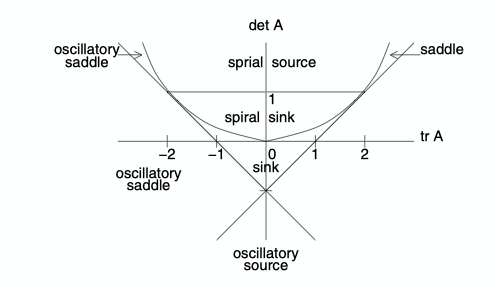 det A
oscillatory
saddle
saddle
sprial source
1
spiral sink
tr A
−2
−1
0
1
2
sink
oscillatory
saddle
oscillatory
source